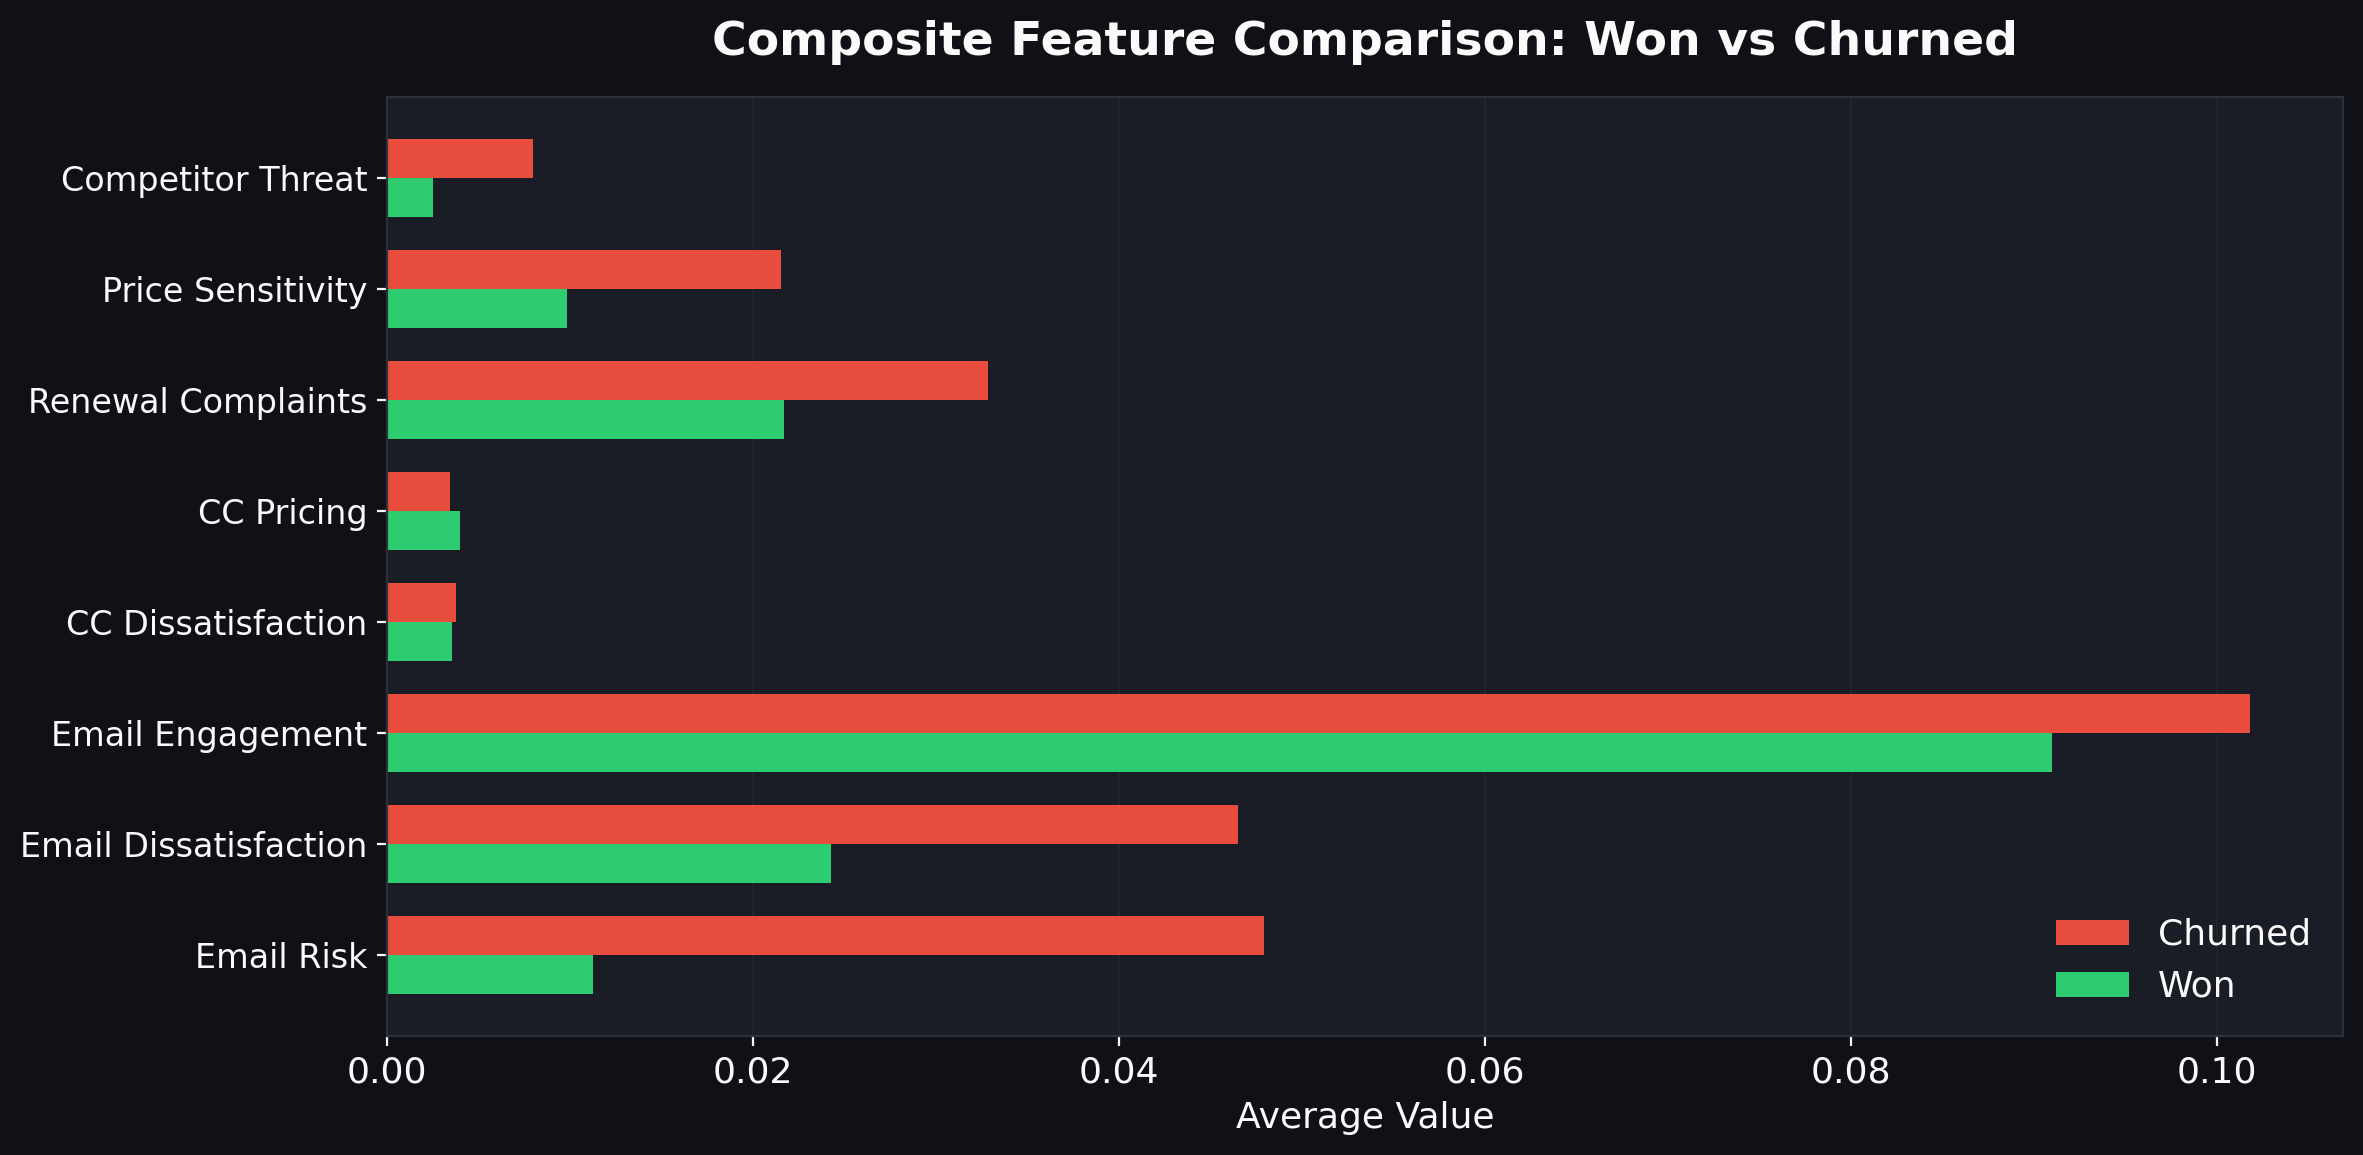 Composite Feature Comparison: Won vs Churned
Competitor Threat
Price Sensitivity
Renewal Complaints
CC Pricing
CC Dissatisfaction
Email Engagement
Email Dissatisfaction
Email Risk
Churned
Won
0.00 0.02 0.04 0.06 0.08 0.10
Average Value